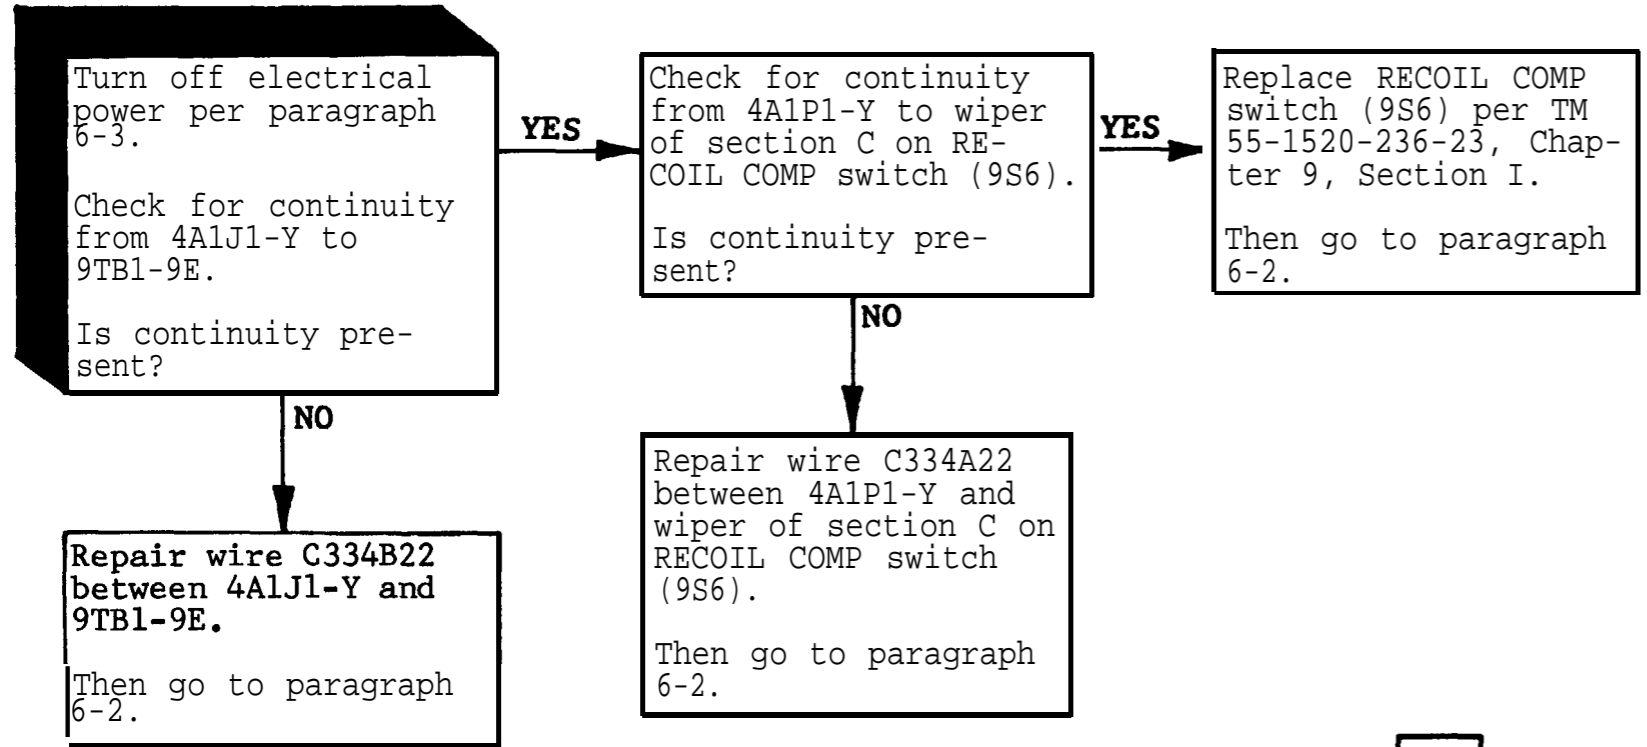 Turn off electrical
power per paragraph
6-3.
Check for continuity
from 4A1J1-Y to
9TB1-9E.
Is continuity pre-
sent?
YES
Check for continuity
from 4A1P1-Y to wiper
of section C on RE-
COIL COMP switch (9S6).
Is continuity pre-
sent?
YES
Replace RECOIL COMP
switch (9S6) per TM
55-1520-236-23, Chap-
ter 9, Section I.
Then go to paragraph
6-2.
NO
NO
Repair wire C334B22
between 4A1J1-Y and
9TB1-9E.
Then go to paragraph
6-2.
Repair wire C334A22
between 4A1P1-Y and
wiper of section C on
RECOIL COMP switch
(9S6).
Then go to paragraph
6-2.